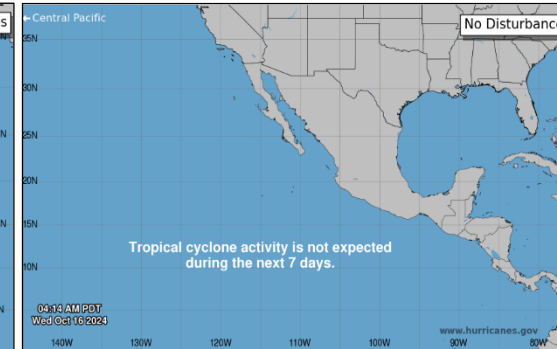 s
← Central Pacific
No Disturbanc
35N
N
30N
25N
N
20N
15N
N
Tropical cyclone activity is not expected
during the next 7 days.
10N
N
04:14 AM PDT
Wed Oct 16 2024
www.hurricanes.gov
140W 130W 120W 110W 100W 90W 80W